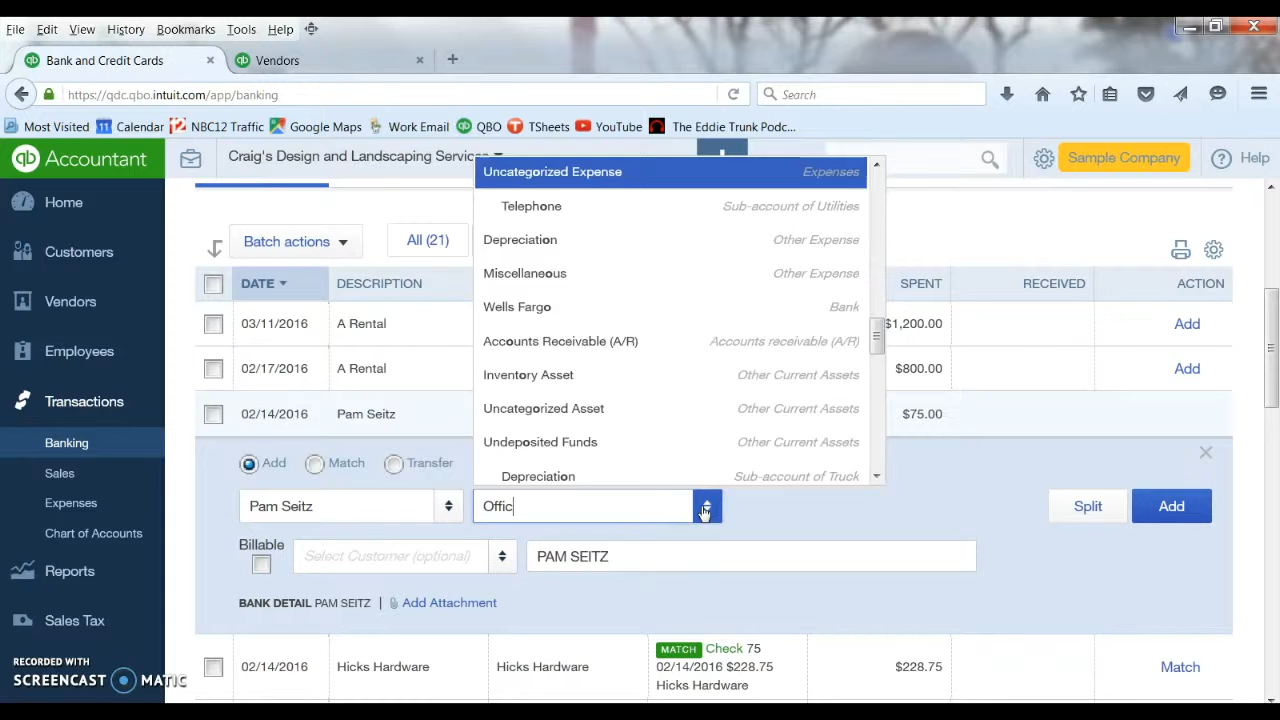 File Edit View History Bookmarks Tools Help
Bank and Credit Cards × Vendors × +
https://qdc.qbo.intuit.com/app/banking Search
Most Visited Calendar NBC12 Traffic Google Maps Work Email QBO TSheets YouTube The Eddie Trunk Podc...
qb Accountant Craig's Design and Landscaping Services Sample Company ? Help
Home
Customers
Vendors
Employees
Transactions
Banking
Sales
Expenses
Chart of Accounts
Reports
Sales Tax
RECORDED WITH
SCREENCAST MATIC
Uncategorized Expense Expenses
Telephone Sub-account of Utilities
Depreciation Other Expense
Miscellaneous Other Expense
Wells Fargo Bank
Accounts Receivable (A/R) Accounts receivable (A/R)
Inventory Asset Other Current Assets
Uncategorized Asset Other Current Assets
Undeposited Funds Other Current Assets
Depreciation Sub-account of Truck
Batch actions All (21)
DATE DESCRIPTION SPENT RECEIVED ACTION
03/11/2016 A Rental $1,200.00 Add
02/17/2016 A Rental $800.00 Add
02/14/2016 Pam Seitz $75.00
Add Match Transfer
Pam Seitz Offic Split Add
Billable
Select Customer (optional) PAM SEITZ
BANK DETAIL PAM SEITZ | Add Attachment
02/14/2016 Hicks Hardware Hicks Hardware MATCH Check 75
02/14/2016 $228.75
Hicks Hardware $228.75 Match